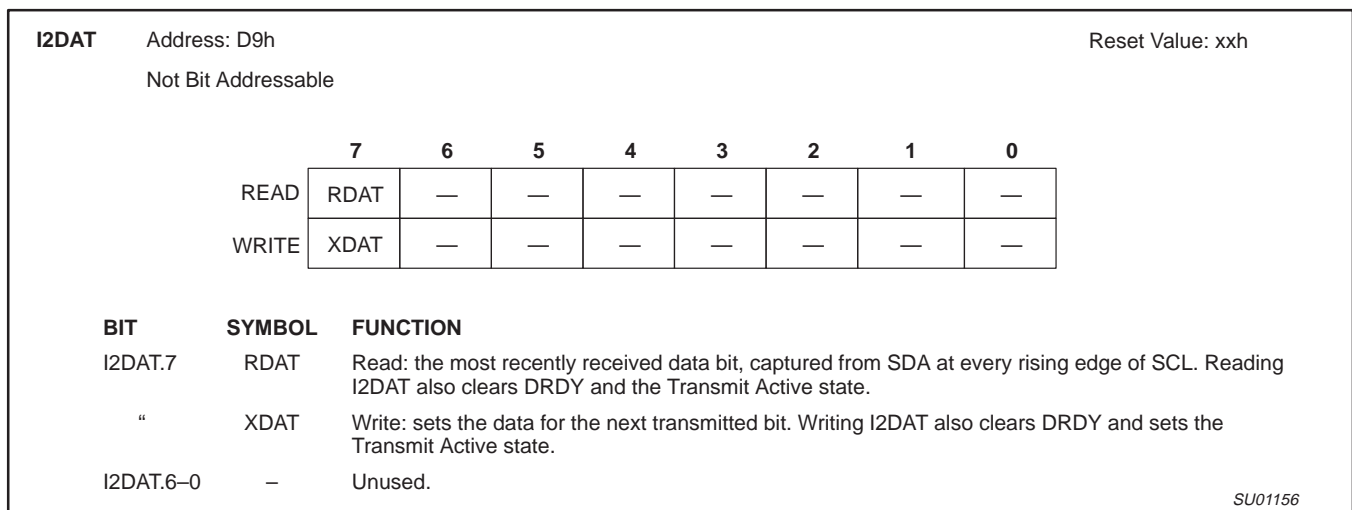 I2DAT Address: D9h Reset Value: xxh
Not Bit Addressable
7 6 5 4 3 2 1 0
READ RDAT — — — — — — —
WRITE XDAT — — — — — — —
BIT SYMBOL FUNCTION
I2DAT.7 RDAT Read: the most recently received data bit, captured from SDA at every rising edge of SCL. Reading
I2DAT also clears DRDY and the Transmit Active state.
“ XDAT Write: sets the data for the next transmitted bit. Writing I2DAT also clears DRDY and sets the
Transmit Active state.
I2DAT.6–0 – Unused.
SU01156